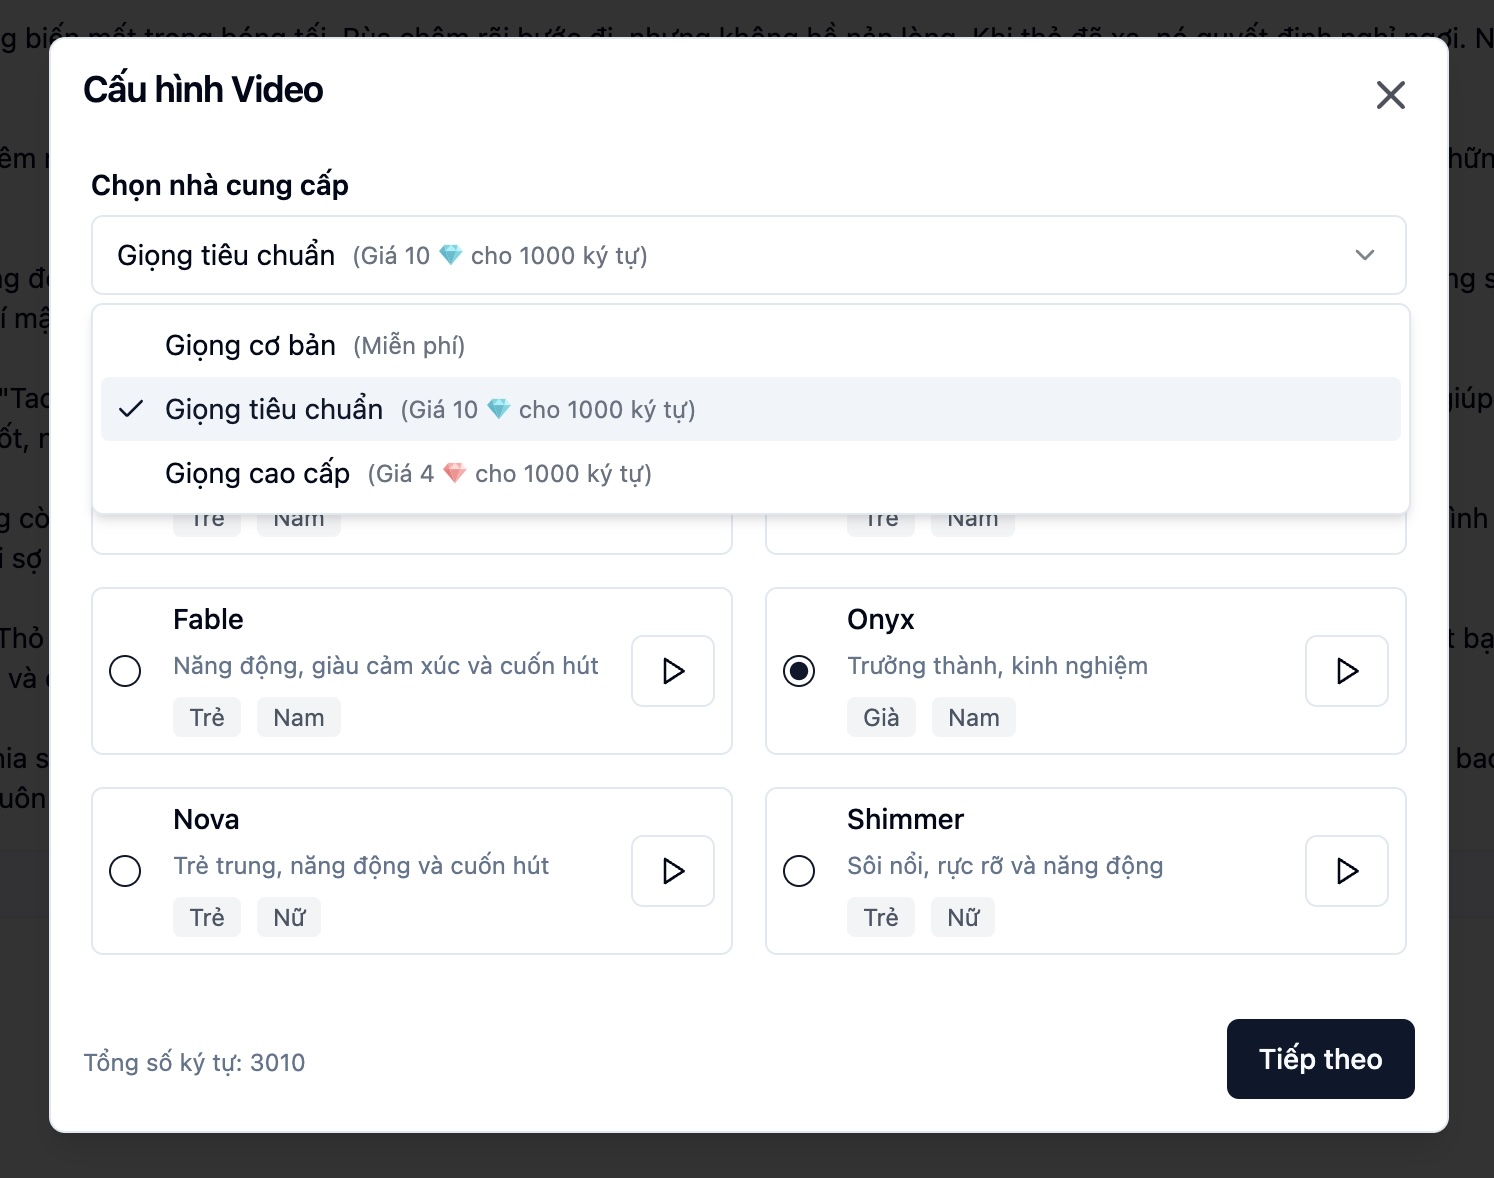 Cấu hình Video
Chọn nhà cung cấp
Giọng tiêu chuẩn (Giá 10 💎 cho 1000 ký tự)
Giọng cơ bản (Miễn phí)
Giọng tiêu chuẩn (Giá 10 💎 cho 1000 ký tự)
Giọng cao cấp (Giá 4 cho 1000 ký tự)
Trẻ Nam
Trẻ Nam
Fable
Năng động, giàu cảm xúc và cuốn hút
Trẻ Nam
Onyx
Trưởng thành, kinh nghiệm
Già Nam
Nova
Trẻ trung, năng động và cuốn hút
Trẻ Nữ
Shimmer
Sôi nổi, rực rỡ và năng động
Trẻ Nữ
Tổng số ký tự: 3010
Tiếp theo